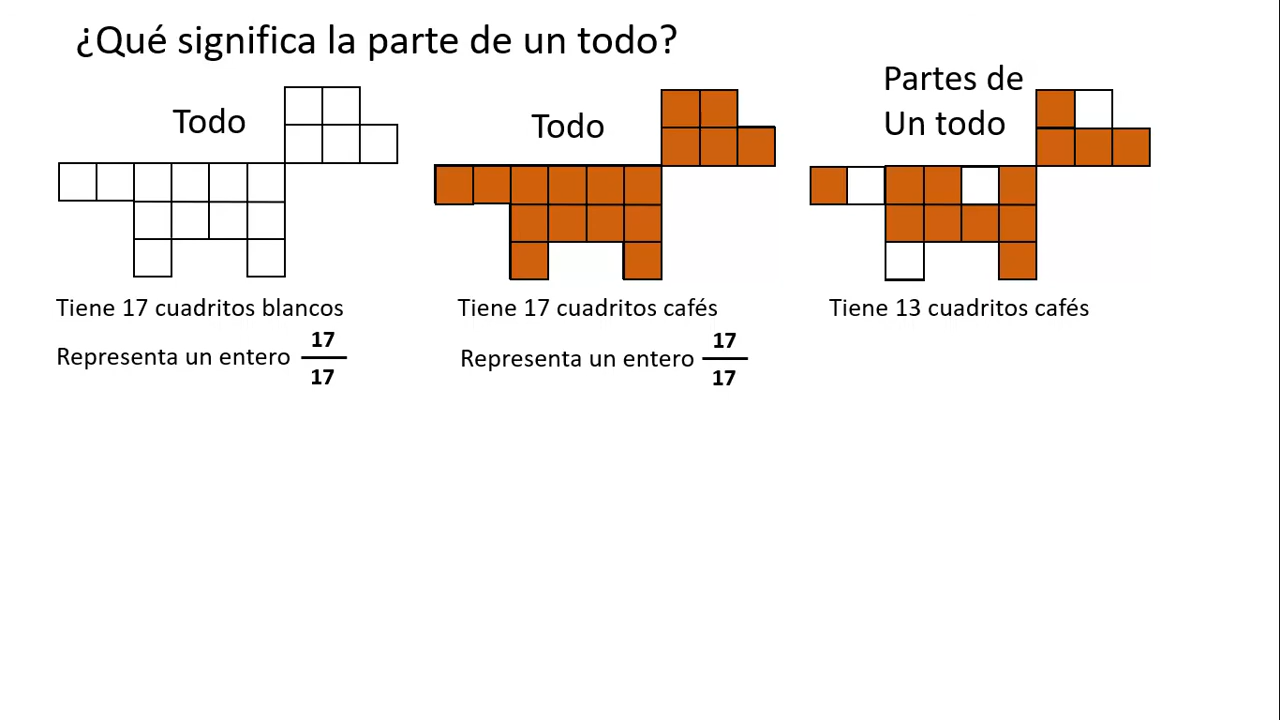 ¿Qué significa la parte de un todo?
Todo
Tiene 17 cuadritos blancos
Representa un entero 17/17
Todo
Tiene 17 cuadritos cafés
Representa un entero 17/17
Partes de
Un todo
Tiene 13 cuadritos cafés